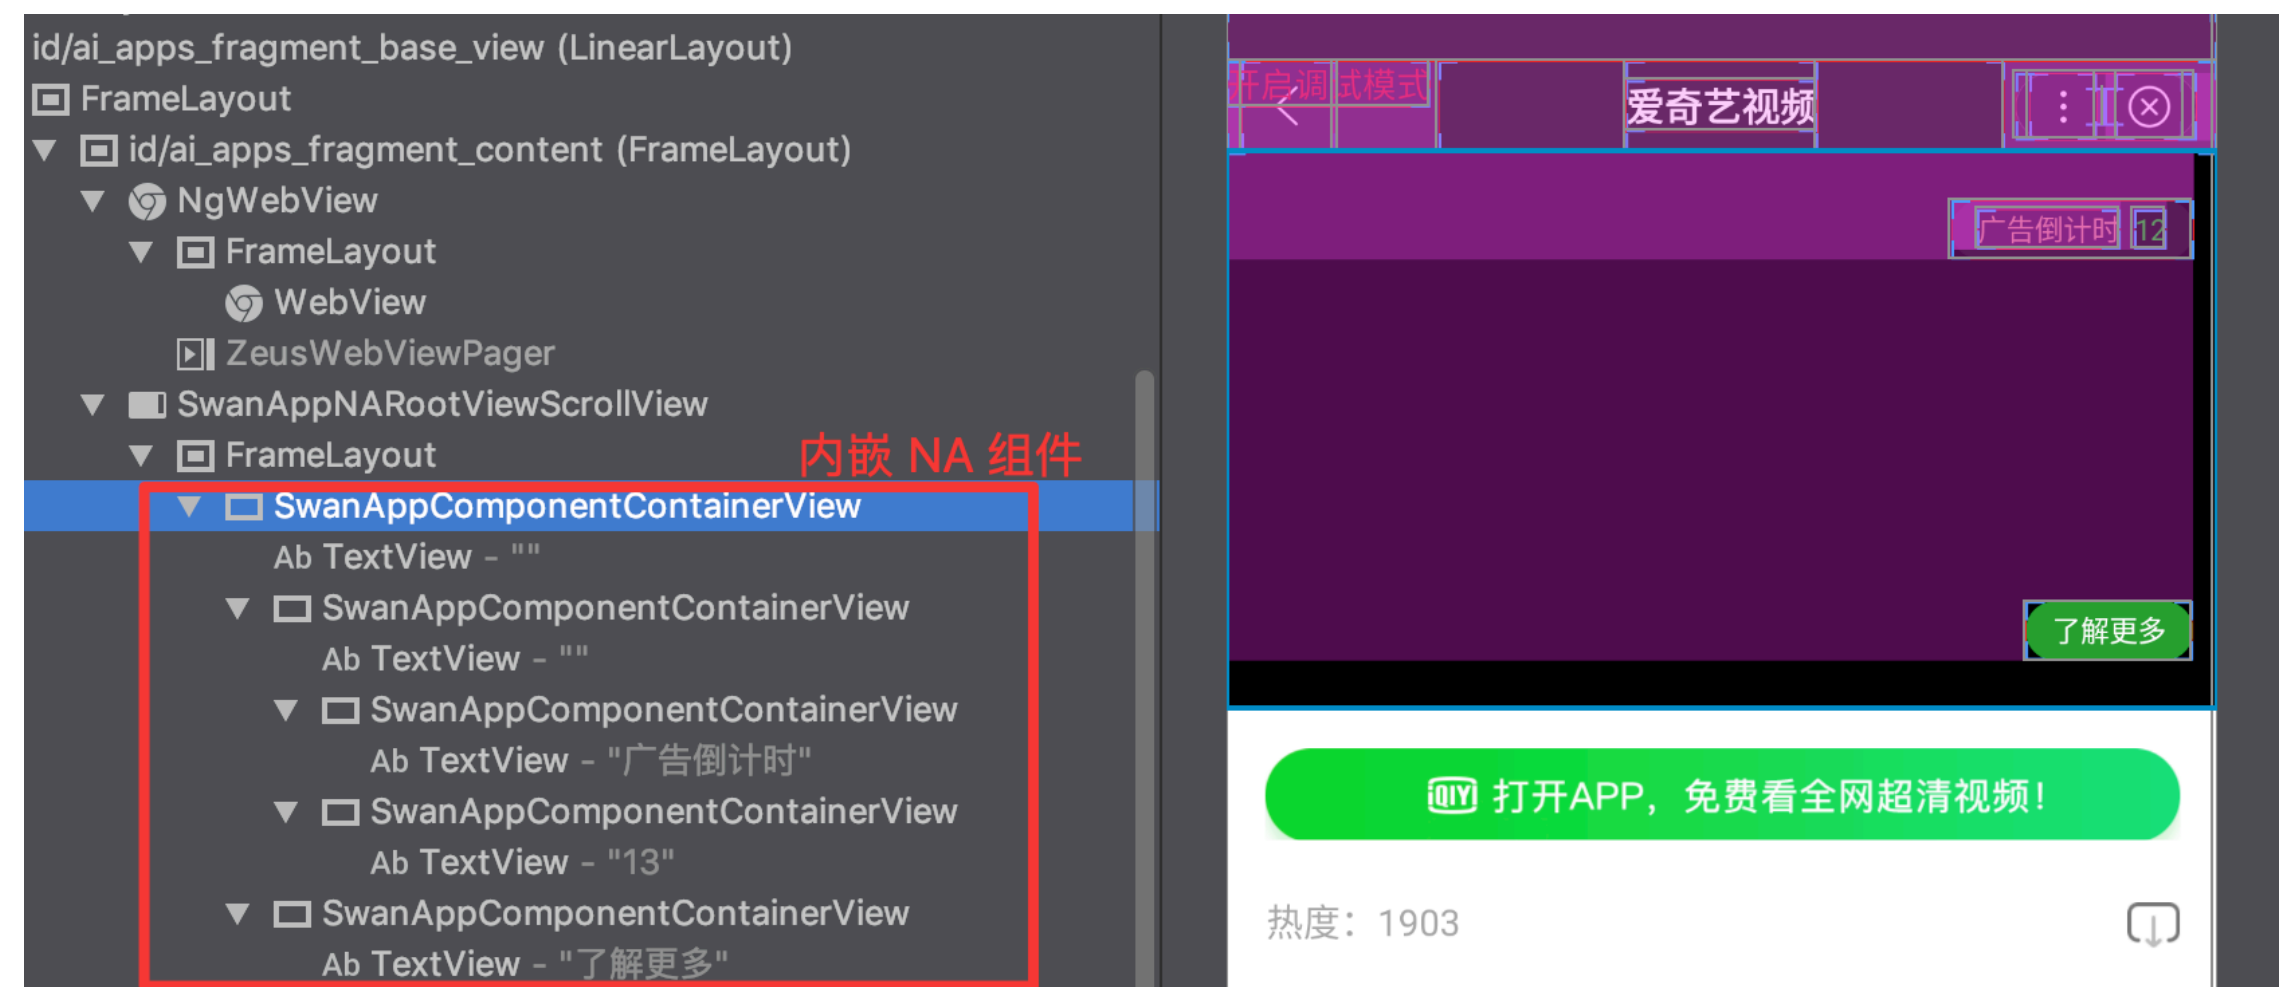 id/ai_apps_fragment_base_view (LinearLayout)
FrameLayout
id/ai_apps_fragment_content (FrameLayout)
NgWebView
FrameLayout
WebView
ZeusWebViewPager
SwanAppNARootViewScrollView
FrameLayout
内嵌 NA 组件
SwanAppComponentContainerView
Ab TextView - ""
SwanAppComponentContainerView
Ab TextView - ""
SwanAppComponentContainerView
Ab TextView - "广告倒计时"
SwanAppComponentContainerView
Ab TextView - "13"
SwanAppComponentContainerView
Ab TextView - "了解更多"
开启调试模式
爱奇艺视频
广告倒计时 12
了解更多
QIY 打开APP，免费看全网超清视频！
热度：1903